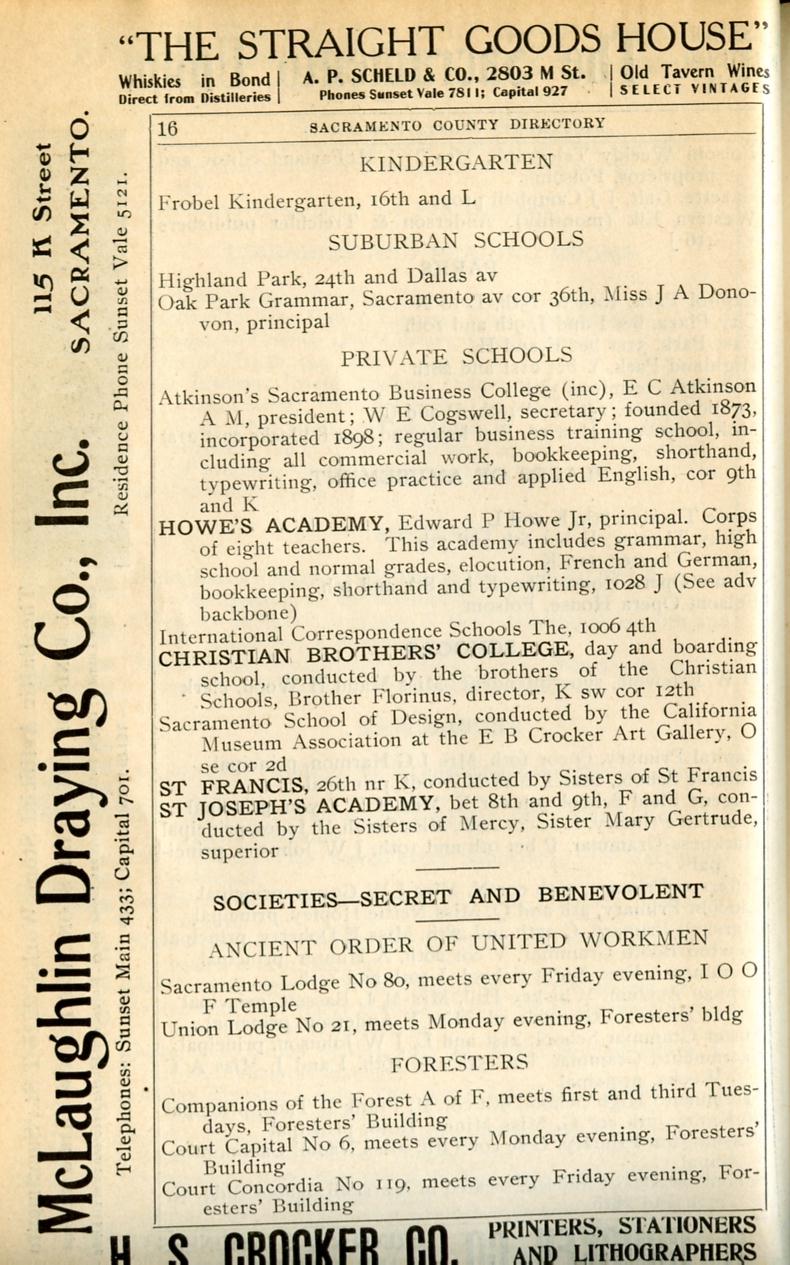 "THE STRAIGHT GOODS HOUSE"
Whiskies in Bond
Direct from Distilleries
A. P. SCHELD & CO., 2803 M St.
Phones Sunset Vale 7811; Capital 927
Old Tavern Wines
SELECT VINTAGES
16 SACRAMENTO COUNTY DIRECTORY
KINDERGARTEN
Frobel Kindergarten, 16th and L
SUBURBAN SCHOOLS
Highland Park, 24th and Dallas av
Oak Park Grammar, Sacramento av cor 36th, Miss J A Dono-
von, principal
PRIVATE SCHOOLS
Atkinson's Sacramento Business College (inc), E C Atkinson
A M, president; W E Cogswell, secretary; founded 1873,
incorporated 1898; regular business training school, in-
cluding all commercial work, bookkeeping, shorthand,
typewriting, office practice and applied English, cor 9th
and K
HOWE'S ACADEMY, Edward P Howe Jr, principal. Corps
of eight teachers. This academy includes grammar, high
school and normal grades, elocution, French and German,
bookkeeping, shorthand and typewriting, 1028 J (See adv
backbone)
International Correspondence Schools The, 1006 4th
CHRISTIAN BROTHERS' COLLEGE, day and boarding
school, conducted by the brothers of the Christian
Schools, Brother Florinus, director, K sw cor 12th
Sacramento School of Design, conducted by the California
Museum Association at the E B Crocker Art Gallery, O
se cor 2d
ST FRANCIS, 26th nr K, conducted by Sisters of St Francis
ST JOSEPH'S ACADEMY, bet 8th and 9th, F and G, con-
ducted by the Sisters of Mercy, Sister Mary Gertrude,
superior
SOCIETIES—SECRET AND BENEVOLENT
ANCIENT ORDER OF UNITED WORKMEN
Sacramento Lodge No 80, meets every Friday evening, I O O
F Temple
Union Lodge No 21, meets Monday evening, Foresters' bldg
FORESTERS
Companions of the Forest A of F, meets first and third Tues-
days, Foresters' Building
Court Capital No 6, meets every Monday evening, Foresters'
Building
Court Concordia No 119, meets every Friday evening, For-
esters' Building
McLaughlin Draying Co., Inc.
115 K Street
SACRAMENTO.
Telephones: Sunset Main 433; Capital 701.
Residence Phone Sunset Vale 5121.
H S CROCKER CO.
PRINTERS, STATIONERS
AND LITHOGRAPHERS